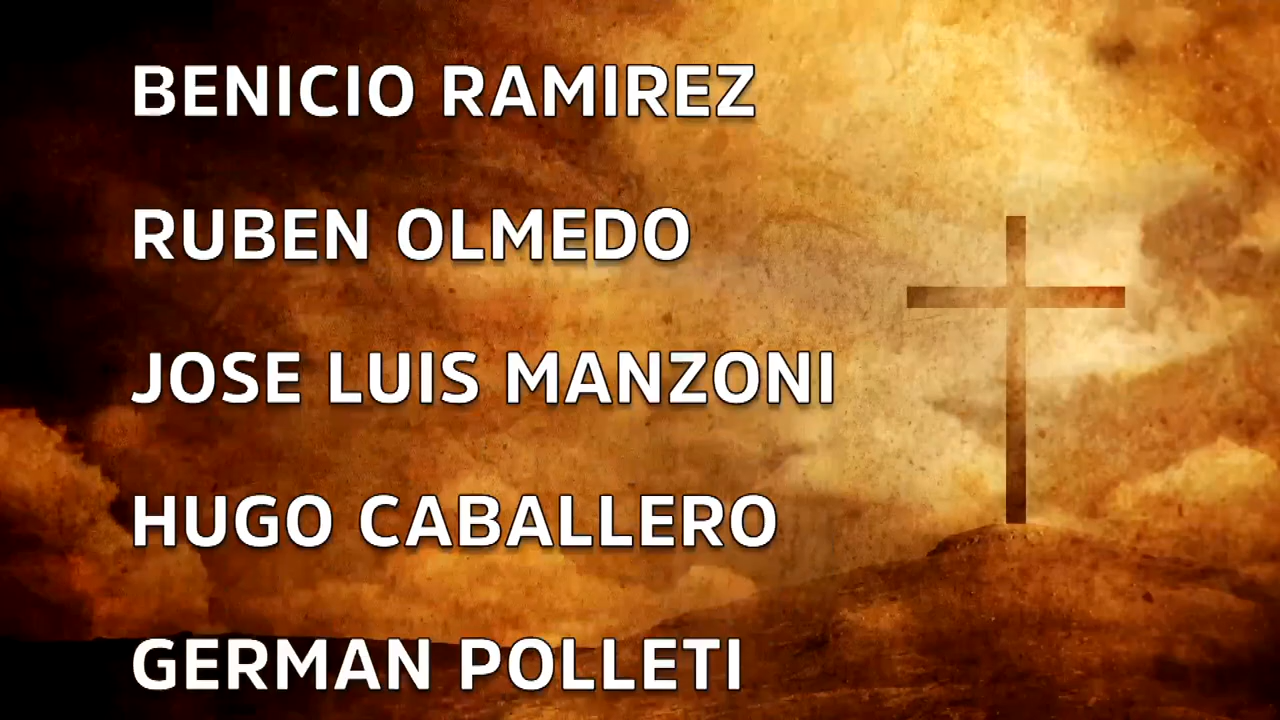 BENICIO RAMIREZ
RUBEN OLMEDO
JOSE LUIS MANZONI
HUGO CABALLERO
GERMAN POLLETI